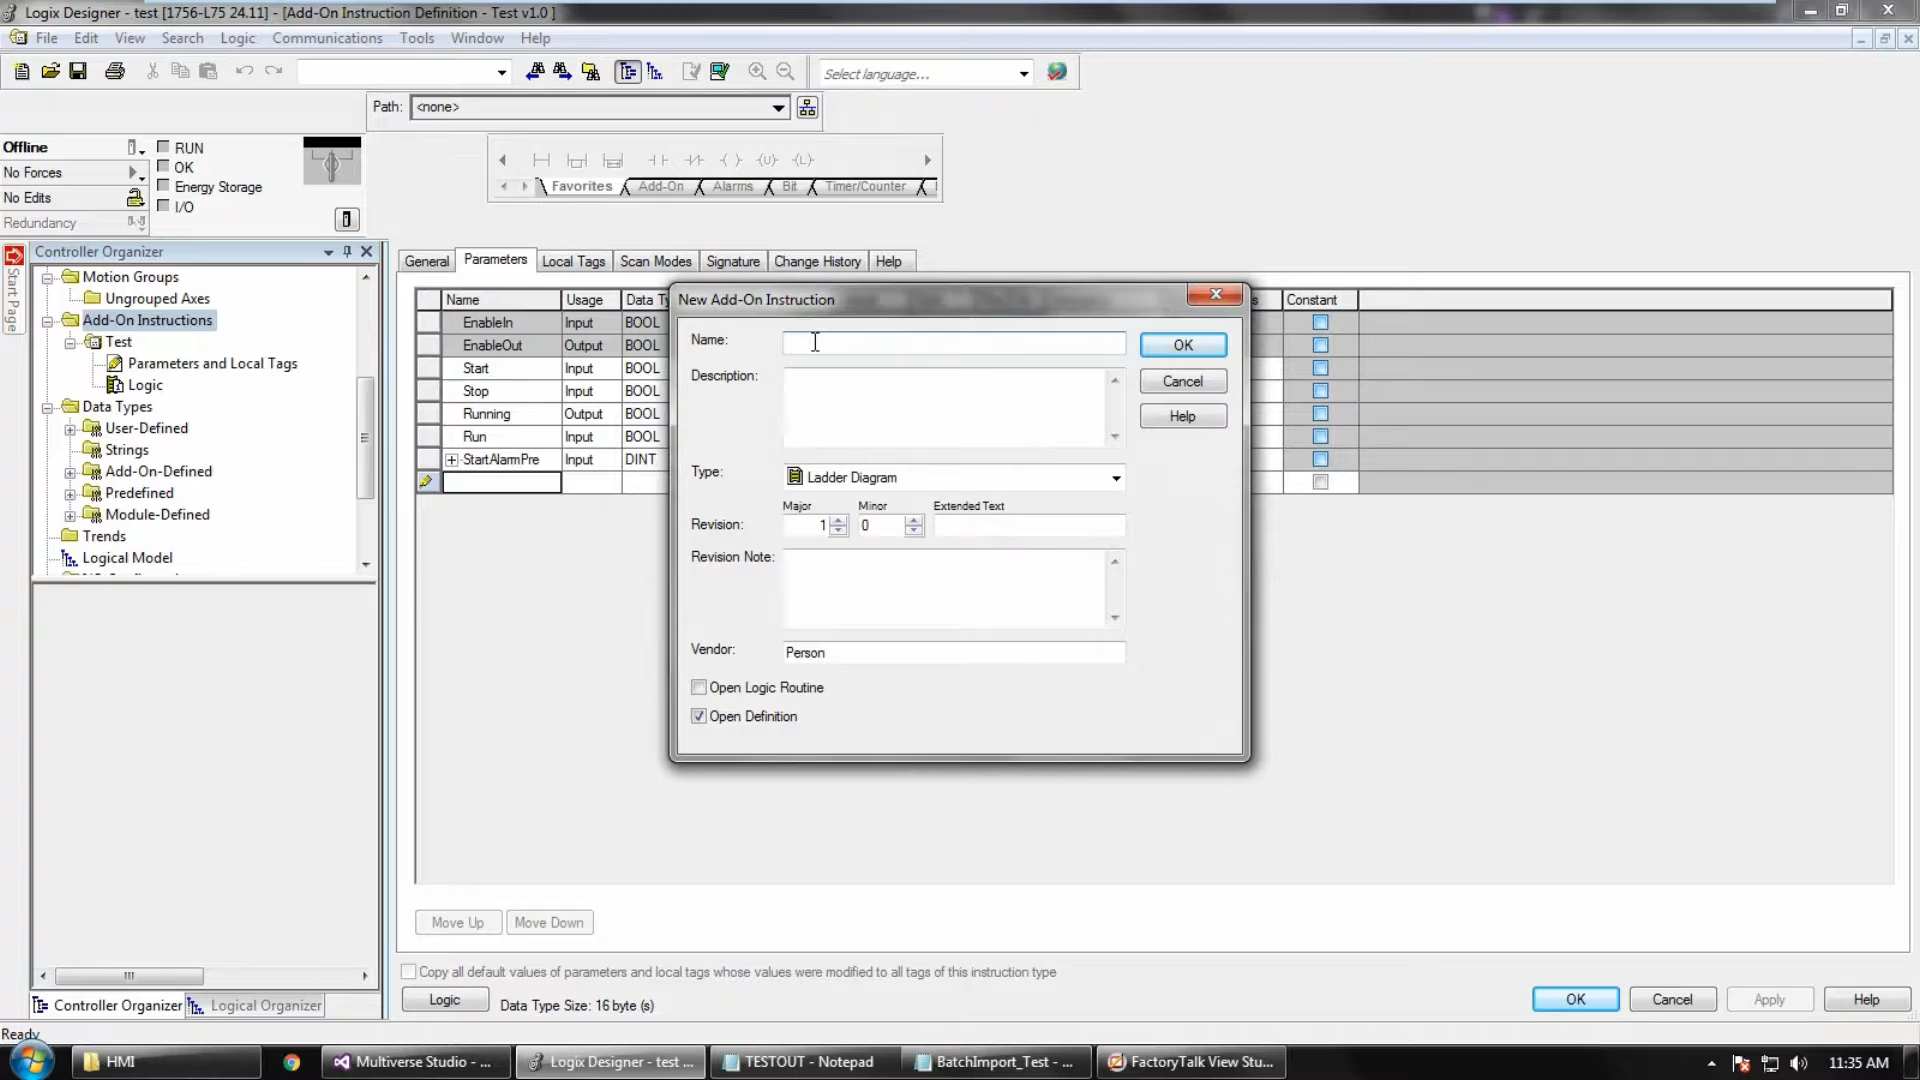 Logix Designer - test [1756-L75 24.11] - [Add-On Instruction Definition - Test v1.0 ]
File Edit View Search Logic Communications Tools Window Help
Select language...
Path: <none>
Offline RUN
No Forces OK
No Edits Energy Storage
Redundancy I/O
Favorites Add-On Alarms Bit Timer/Counter
Start Page
Controller Organizer
Motion Groups
Ungrouped Axes
Add-On Instructions
Test
Parameters and Local Tags
Logic
Data Types
User-Defined
Strings
Add-On-Defined
Predefined
Module-Defined
Trends
Logical Model
Controller Organizer Logical Organizer
General Parameters Local Tags Scan Modes Signature Change History Help
Name Usage Data Ty s Constant
EnableIn Input BOOL
EnableOut Output BOOL
Start Input BOOL
Stop Input BOOL
Running Output BOOL
Run Input BOOL
StartAlarmPre Input DINT
New Add-On Instruction
Name: OK
Description: Cancel
Help
Type: Ladder Diagram
Major Minor Extended Text
Revision: 1 0
Revision Note:
Vendor: Person
Open Logic Routine
Open Definition
Move Up Move Down
Copy all default values of parameters and local tags whose values were modified to all tags of this instruction type
Logic Data Type Size: 16 byte (s) OK Cancel Apply Help
Ready
HMI Multiverse Studio - ... Logix Designer - test ... TESTOUT - Notepad BatchImport_Test - ... FactoryTalk View Stu... 11:35 AM